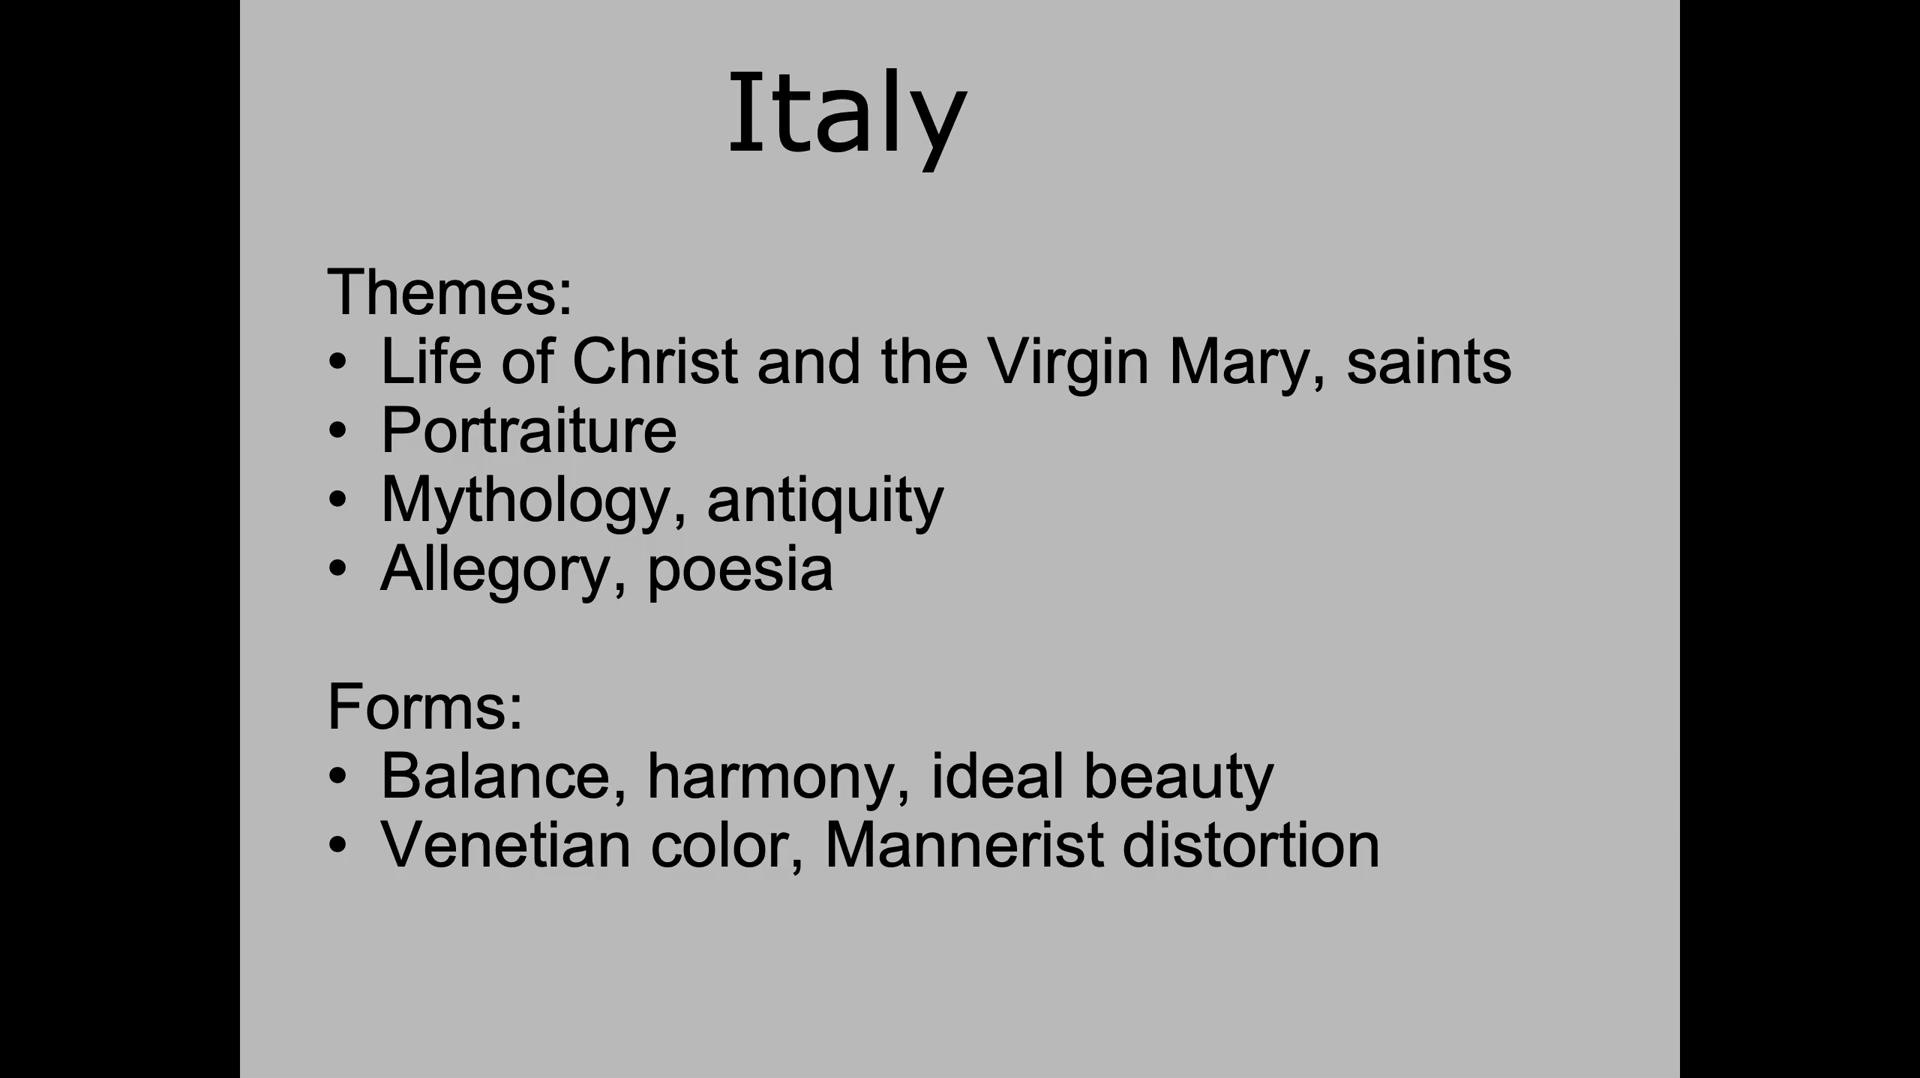 Italy
Themes:
• Life of Christ and the Virgin Mary, saints
• Portraiture
• Mythology, antiquity
• Allegory, poesia
Forms:
• Balance, harmony, ideal beauty
• Venetian color, Mannerist distortion